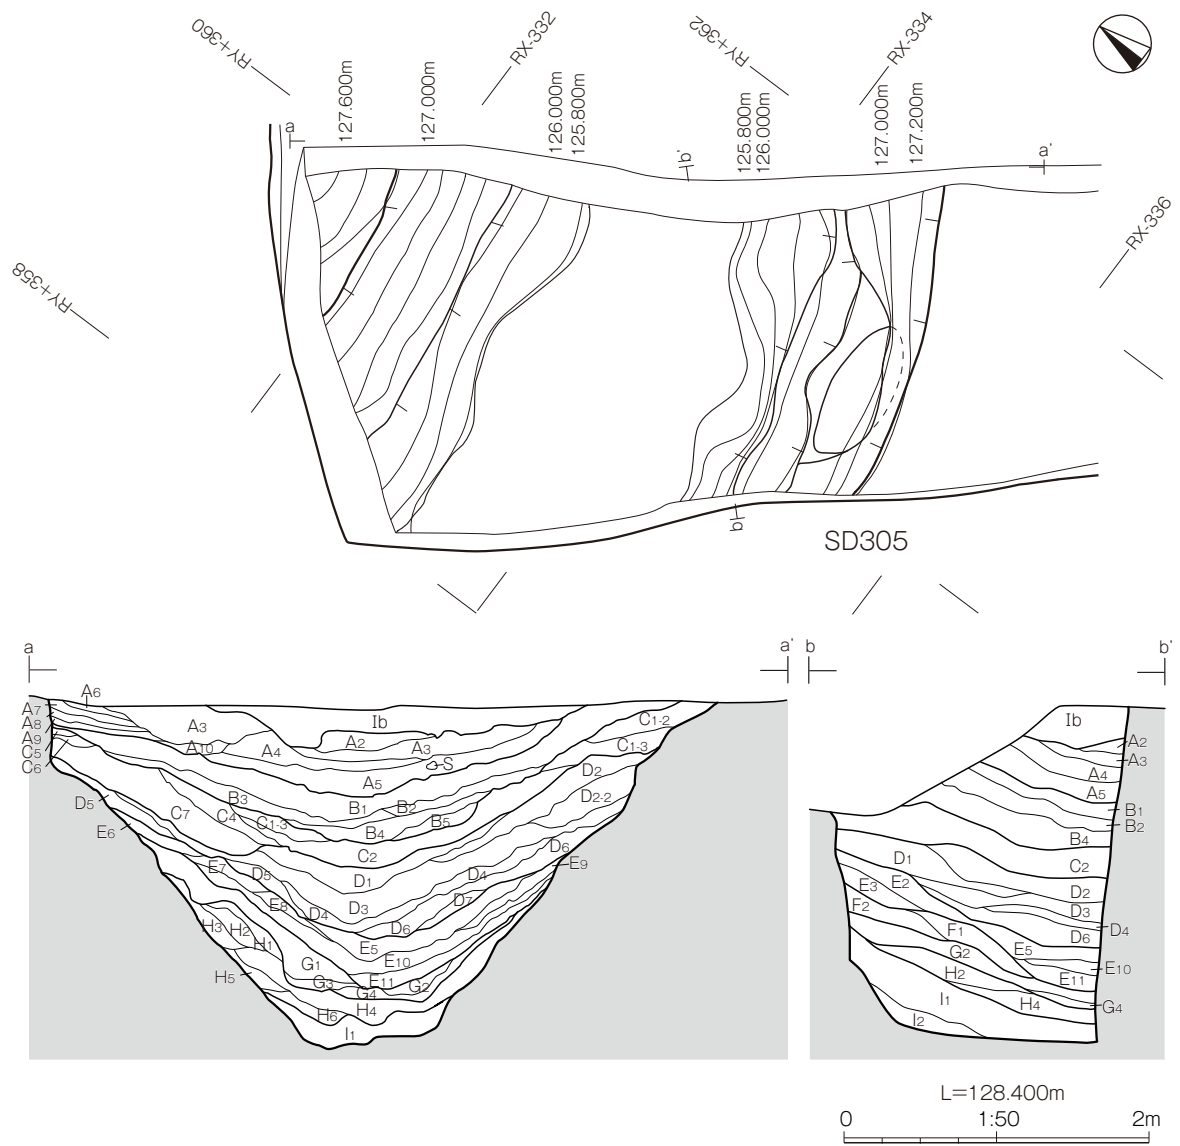 RY+360
RX-332
RY+362
RX-334
127.600m
127.000m
126.000m
125.800m
125.800m
126.000m
127.000m
127.200m
a
b'
a'
RX-336
RY+358
b
SD305
a
a'
b
b'
A6
A7
A8
A9
C5
C6
A3
A10
A4
Ib
A2
A3
S
A5
C1-2
C1-3
D2
D2-2
B3
B1
B2
B5
B4
C4
C1-3
C7
C2
D5
E6
D1
D6
E9
E7
D5
D4
D7
E8
D4
D3
D6
E5
E10
H3
H2
H1
H5
G1
G3
E11
G4
G2
H6
H4
I1
Ib
A2
A3
A4
A5
B1
B2
B4
C2
D1
D2
E3
E2
D3
D4
F2
F1
D6
G2
E5
E10
H2
E11
I1
H4
G4
I2
L=128.400m
0 1:50 2m